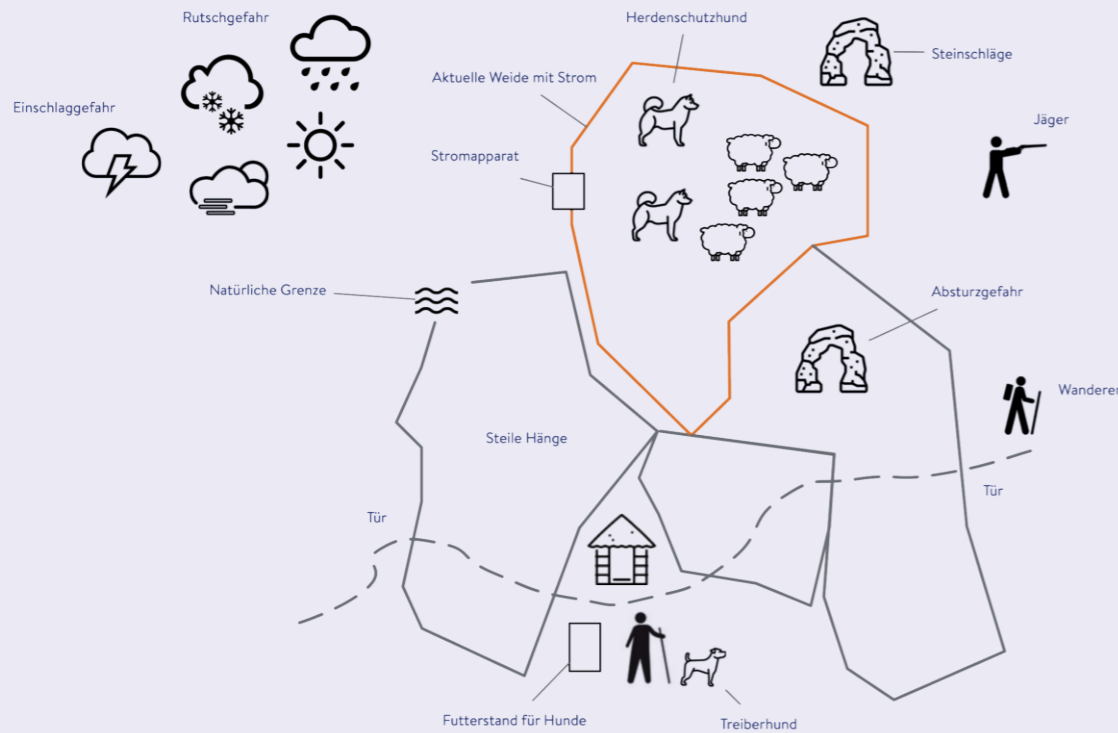 Rutschgefahr
Herdenschutzhund
Steinschläge
Aktuelle Weide mit Strom
Einschlaggefahr
Jäger
Stromapparat
Natürliche Grenze
Absturzgefahr
Wanderer
Steile Hänge
Tür
Tür
Futterstand für Hunde
Treiberhund